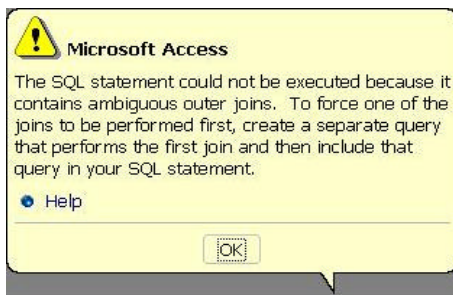 Microsoft Access
The SQL statement could not be executed because it
contains ambiguous outer joins. To force one of the
joins to be performed first, create a separate query
that performs the first join and then include that
query in your SQL statement.
Help
OK